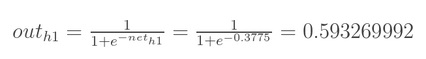 out_{h1} = \frac{1}{1+e^{-net_{h1}}} = \frac{1}{1+e^{-0.3775}} = 0.593269992